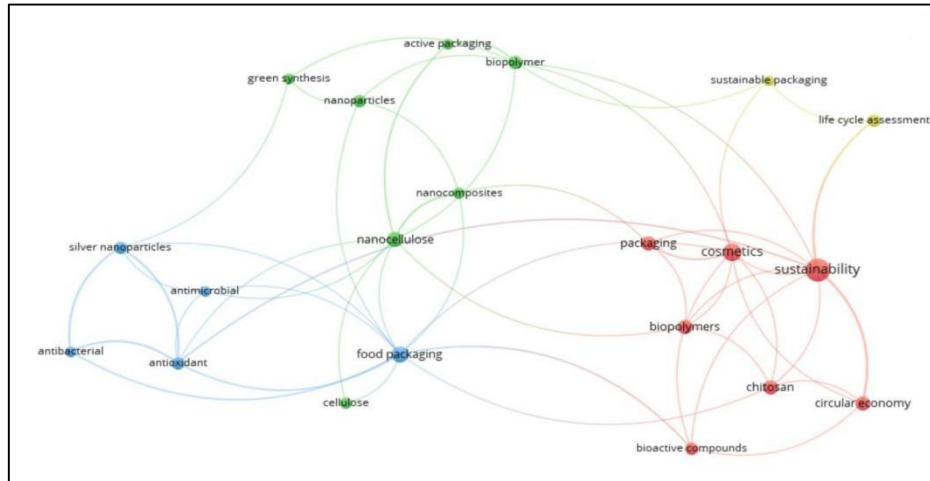 active packaging
biopolymer
green synthesis
sustainable packaging
nanoparticles
life cycle assessment
nanocomposites
nanocellulose
packaging
silver nanoparticles
cosmetics
sustainability
antimicrobial
biopolymers
antibacterial
food packaging
antioxidant
chitosan
cellulose
circular economy
bioactive compounds